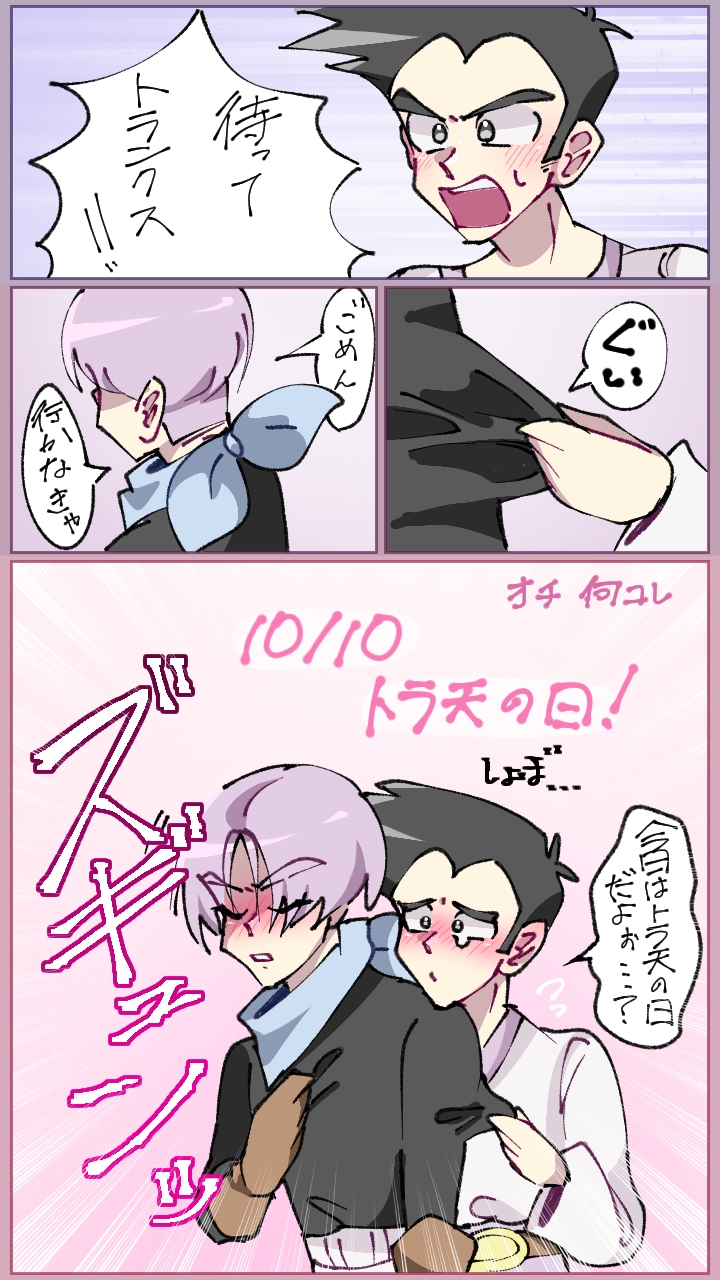 待って
トランクス
!!
ごめん
行かなきゃ
ぐい
オチ 何コレ
10/10
トラ天の日!
しょぼ…
ズギューンッ
今日はトラ天の日
だよぉ…?
??